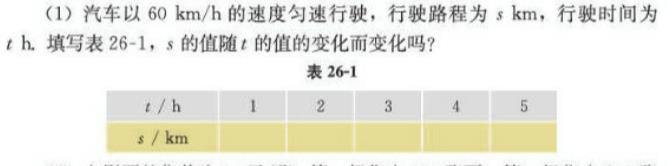 （1）汽车以 60 km/h 的速度匀速行驶，行驶路程为 s km，行驶时间为
t h. 填写表 26-1，s 的值随 t 的值的变化而变化吗？
表 26-1
t / h 1 2 3 4 5
s / km